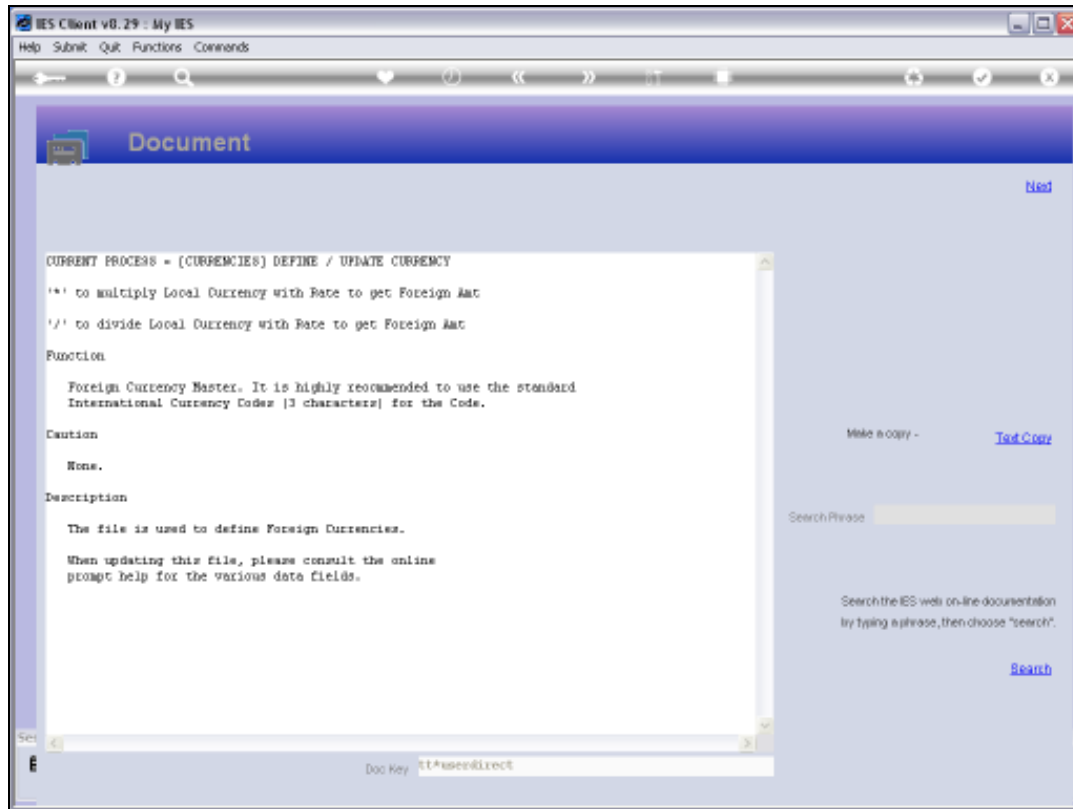 IES Client v8.29 : My IES
Help Submit Quit Functions Commands
Document
Next
CURRENT PROCESS = [CURRENCIES] DEFINE / UPDATE CURRENCY
'*' to multiply Local Currency with Rate to get Foreign Amt
'/' to divide Local Currency with Rate to get Foreign Amt
Function
Foreign Currency Master. It is highly recommended to use the standard
International Currency Codes [3 characters] for the Code.
Caution
None.
Description
The file is used to define Foreign Currencies.
When updating this file, please consult the online
prompt help for the various data fields.
Make a copy -
Text Copy
Search Phrase
Search the IES web on-line documentation
by typing a phrase, then choose "search".
Search
Doc Key tt*userdirect